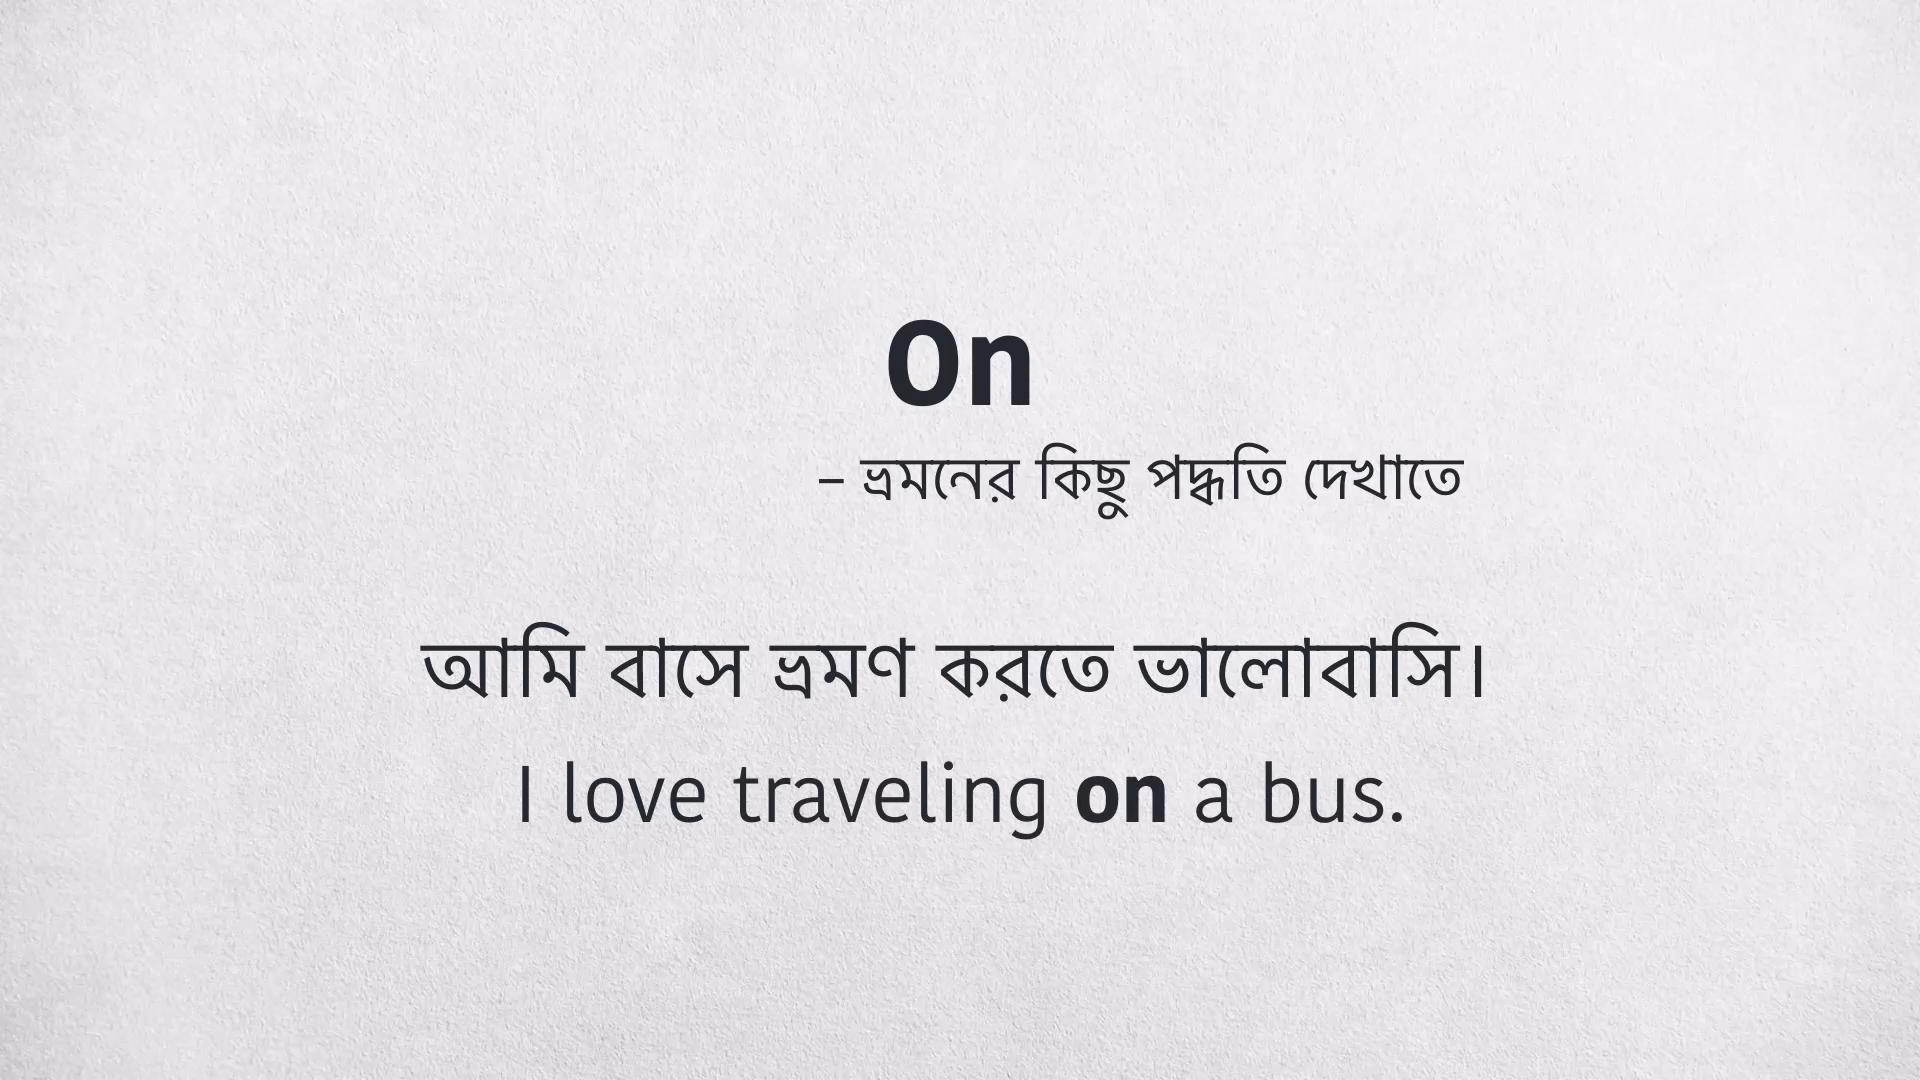 On
– ভ্রমনের কিছু পদ্ধতি দেখাতে
আমি বাসে ভ্রমণ করতে ভালোবাসি।
I love traveling on a bus.